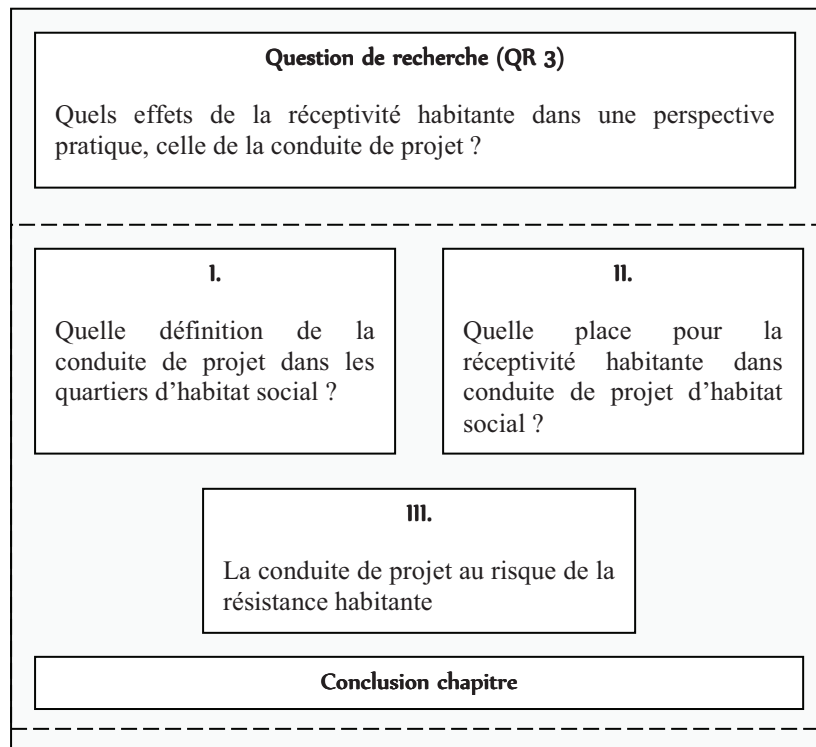 Question de recherche (QR 3)
Quels effets de la réceptivité habitante dans une perspective
pratique, celle de la conduite de projet ?
I.
Quelle définition de la
conduite de projet dans les
quartiers d'habitat social ?
II.
Quelle place pour la
réceptivité habitante dans
conduite de projet d'habitat
social ?
III.
La conduite de projet au risque de la
résistance habitante
Conclusion chapitre